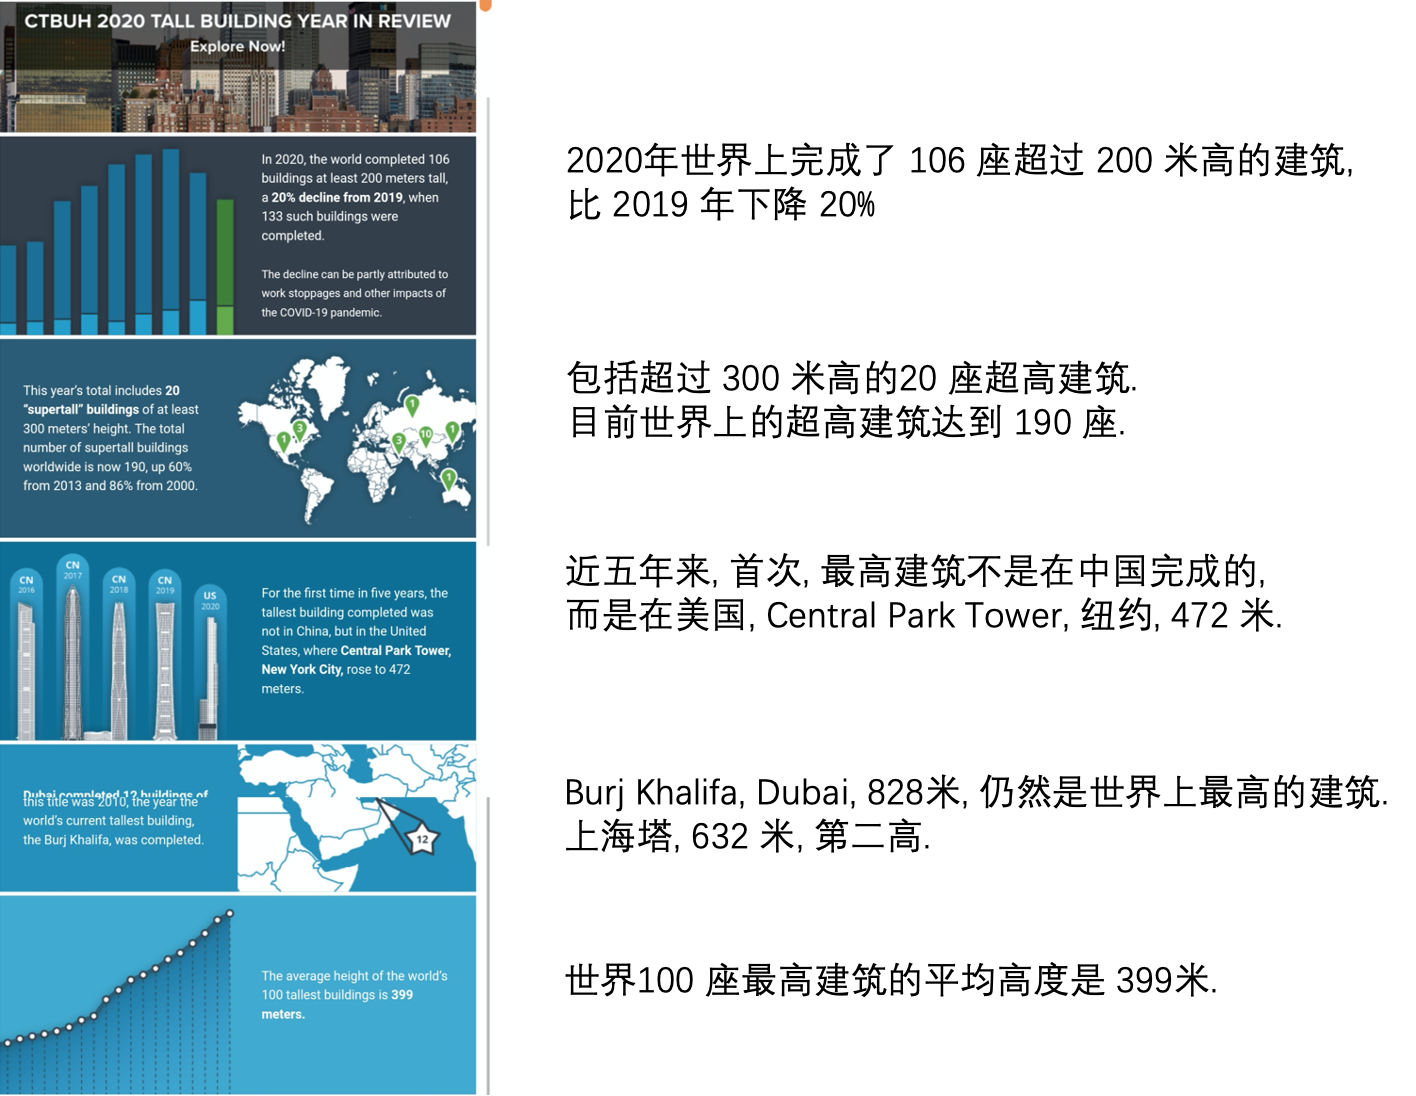 CTBUH 2020 TALL BUILDING YEAR IN REVIEW
Explore Now!
In 2020, the world completed 106
buildings at least 200 meters tall,
a 20% decline from 2019, when
133 such buildings were
completed.
The decline can be partly attributed to
work stoppages and other impacts of
the COVID-19 pandemic.
2020年世界上完成了 106 座超过 200 米高的建筑,
比 2019 年下降 20%
This year's total includes 20
"supertall" buildings of at least
300 meters' height. The total
number of supertall buildings
worldwide is now 190, up 60%
from 2013 and 86% from 2000.
1
3
1
3
10
1
1
包括超过 300 米高的20 座超高建筑.
目前世界上的超高建筑达到 190 座.
CN
2016
CN
2017
CN
2018
CN
2019
US
2020
For the first time in five years, the
tallest building completed was
not in China, but in the United
States, where Central Park Tower,
New York City, rose to 472
meters.
近五年来, 首次, 最高建筑不是在中国完成的,
而是在美国, Central Park Tower, 纽约, 472 米.
Dubai completed 12 buildings of
this title was 2010, the year the
world's current tallest building,
the Burj Khalifa, was completed.
12
Burj Khalifa, Dubai, 828米, 仍然是世界上最高的建筑.
上海塔, 632 米, 第二高.
The average height of the world's
100 tallest buildings is 399
meters.
世界100 座最高建筑的平均高度是 399米.